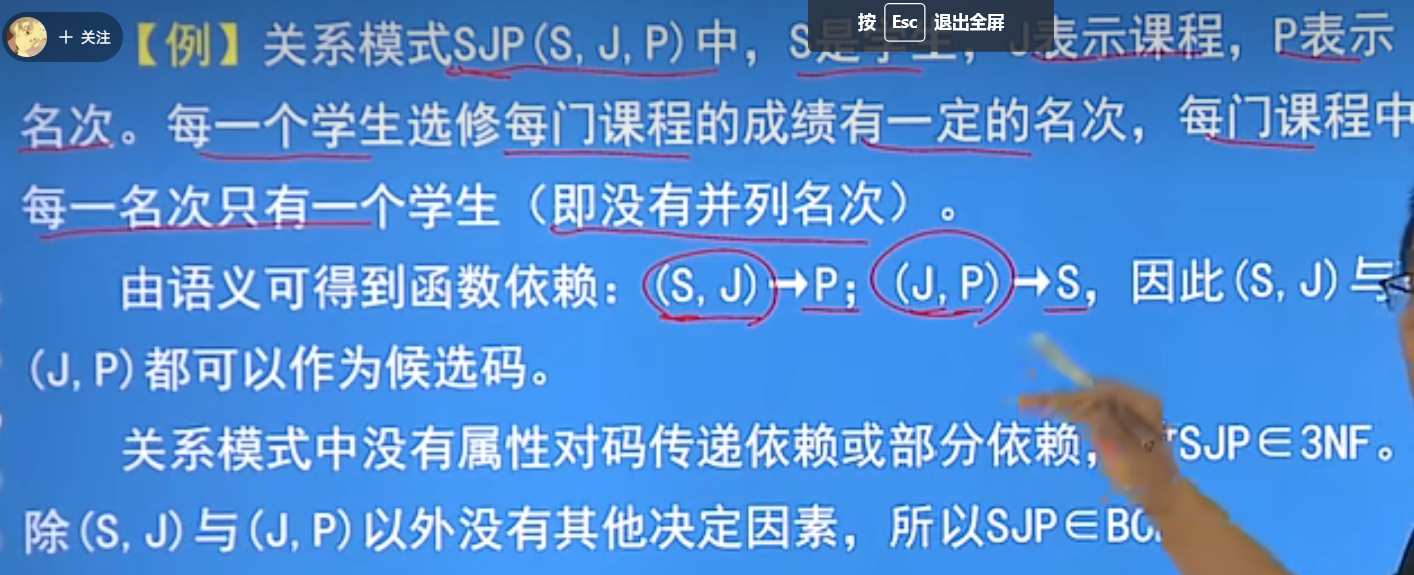 + 关注
按 Esc 退出全屏
【例】关系模式SJP(S,J,P)中，S是学生，J表示课程，P表示
名次。每一个学生选修每门课程的成绩有一定的名次，每门课程中
每一名次只有一个学生（即没有并列名次）。
由语义可得到函数依赖：(S,J)→P；(J,P)→S，因此(S,J)与
(J,P)都可以作为候选码。
关系模式中没有属性对码传递依赖或部分依赖，SJP∈3NF。
除(S,J)与(J,P)以外没有其他决定因素，所以SJP∈BC